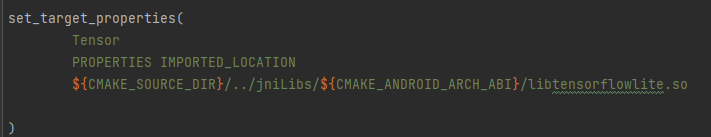 set_target_properties(
Tensor
PROPERTIES IMPORTED_LOCATION
${CMAKE_SOURCE_DIR}/../jniLibs/${CMAKE_ANDROID_ARCH_ABI}/libtensorflowlite.so
)